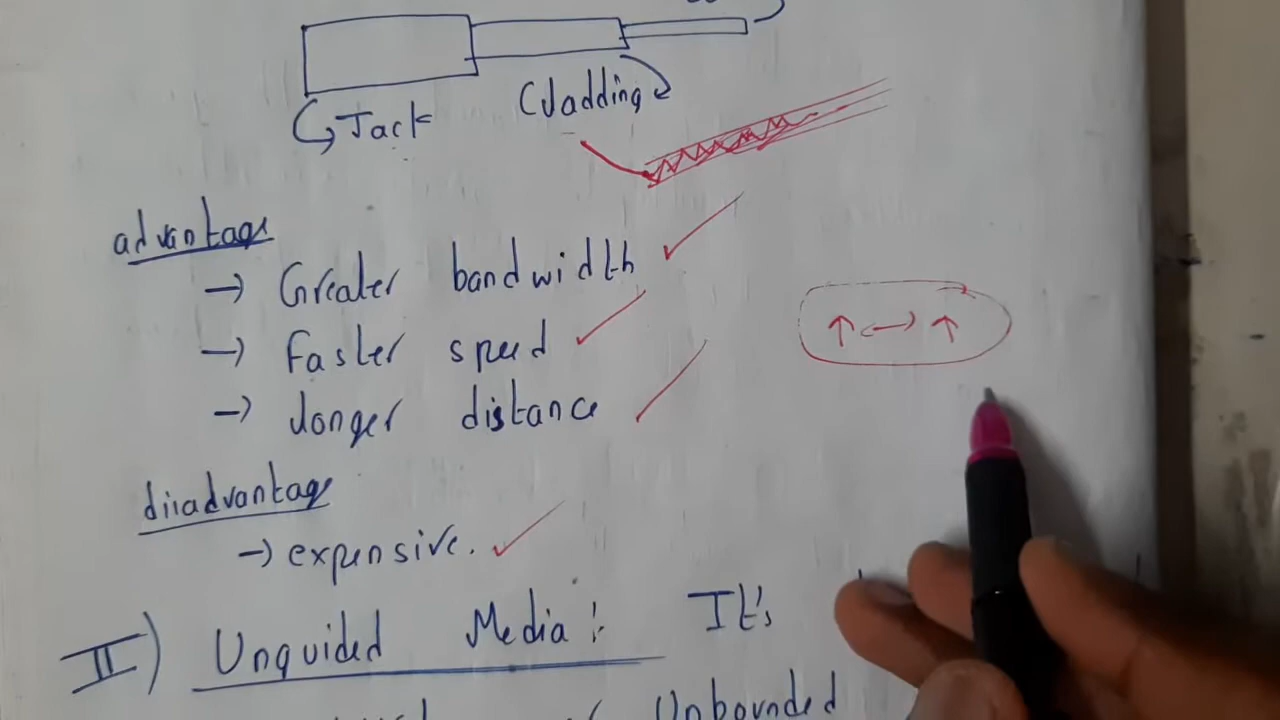 Cladding
Jack
advantage
→ Greater bandwidth
→ Faster speed
→ longer distance
↑ ↔ ↑
disadvantage
→ expensive.
II) Unguided Media: It's
Unbounded